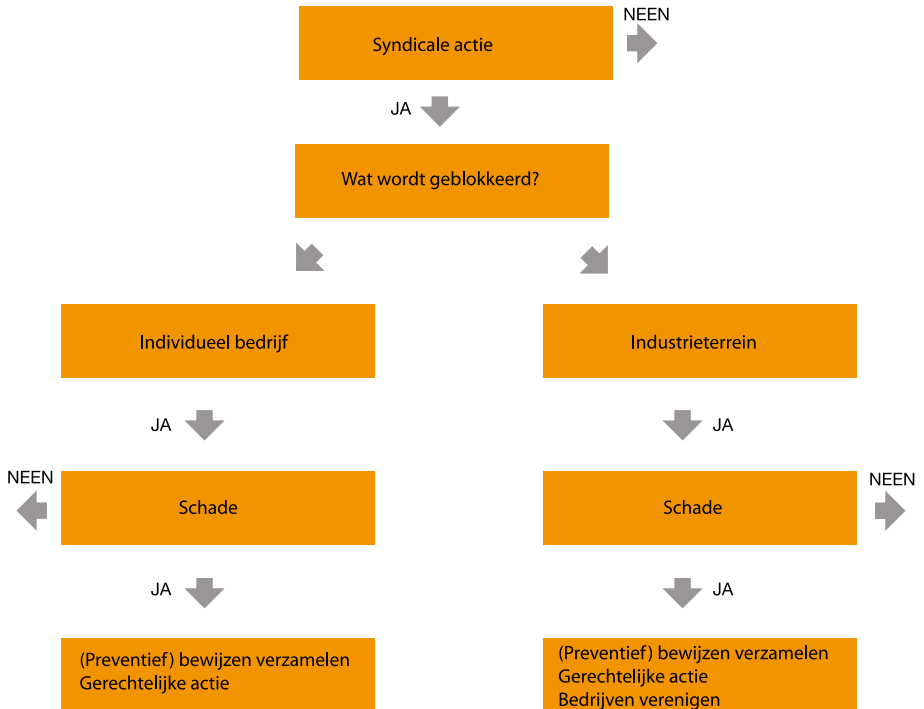 NEEN
Syndicale actie
JA
Wat wordt geblokkeerd?
Individueel bedrijf
Industrieterrein
JA
JA
NEEN
Schade
Schade
NEEN
JA
JA
(Preventief) bewijzen verzamelen
Gerechtelijke actie
(Preventief) bewijzen verzamelen
Gerechtelijke actie
Bedrijven verenigen